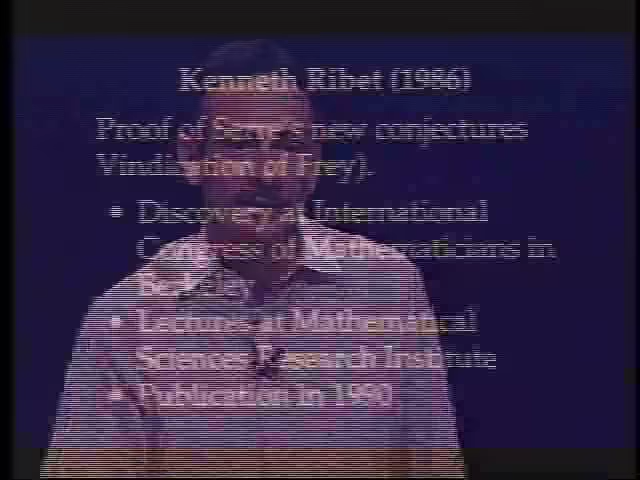 Kenneth Ribet (1986)
Proof of Serre's new conjectures
Vindication of Frey).
• Discovery at International
Congress of Mathematicians in
Berkeley
• Lectures at Mathematical
Sciences Research Institute
• Publication in 1990